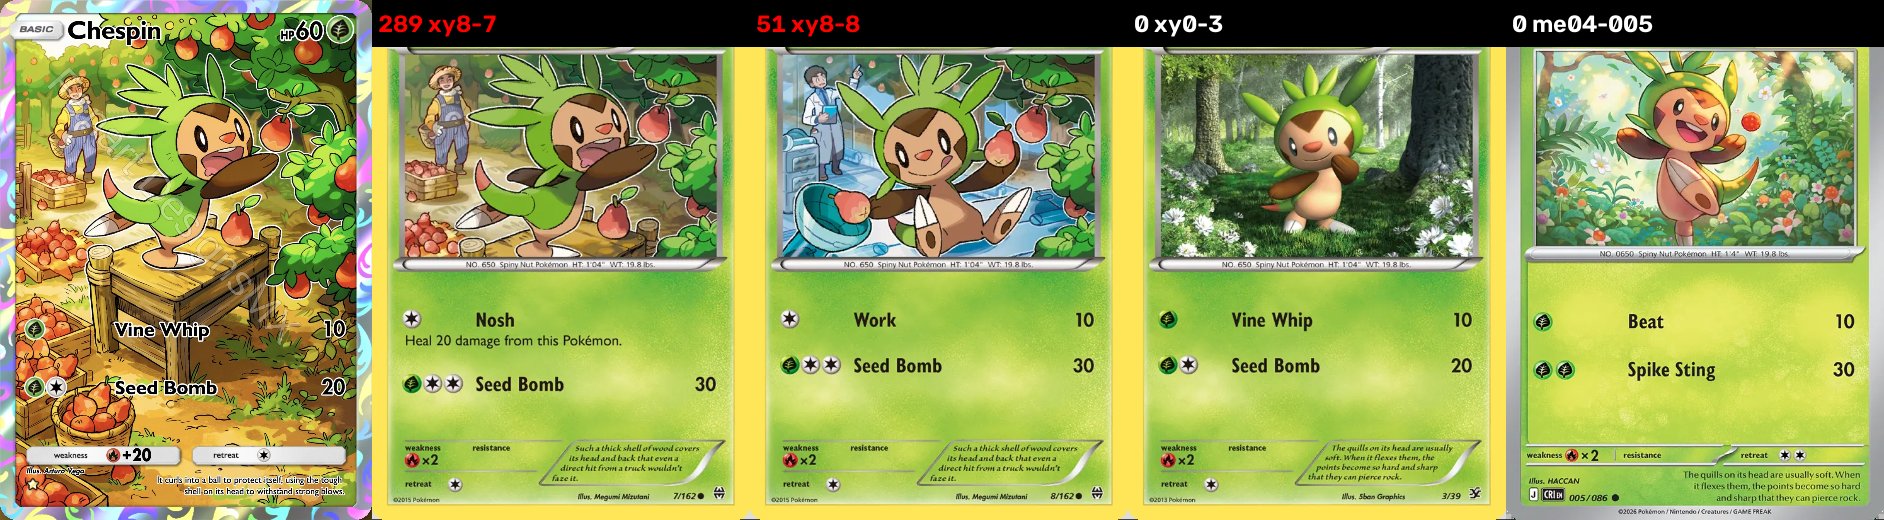 BASIC Chespin HP60
Vine Whip 10
Seed Bomb 20
weakness +20 retreat
Illus. Arturo Vega
It curls into a ball to protect itself, using the tough
shell on its head to withstand strong blows.
289 xy8-7
NO. 650 Spiny Nut Pokémon HT: 1'04" WT: 19.8 lbs.
Nosh
Heal 20 damage from this Pokémon.
Seed Bomb 30
weakness resistance
×2
retreat
Such a thick shell of wood covers
its head and back that even a
direct hit from a truck wouldn't
faze it.
©2015 Pokémon Illus. Megumi Mizutani 7/162
51 xy8-8
NO. 650 Spiny Nut Pokémon HT: 1'04" WT: 19.8 lbs.
Work 10
Seed Bomb 30
weakness resistance
×2
retreat
Such a thick shell of wood covers
its head and back that even a
direct hit from a truck wouldn't
faze it.
©2015 Pokémon Illus. Megumi Mizutani 8/162
0 xy0-3
NO. 650 Spiny Nut Pokémon HT: 1'04" WT: 19.8 lbs.
Vine Whip 10
Seed Bomb 20
weakness resistance
×2
retreat
The quills on its head are usually
soft. When it flexes them, the
points become so hard and sharp
that they can pierce rock.
©2013 Pokémon Illus. 5ban Graphics 3/39
0 me04-005
NO. 0650 Spiny Nut Pokémon HT: 1'4" WT: 19.8 lbs.
Beat 10
Spike Sting 30
weakness ×2 resistance retreat
Illus. HACCAN
J CRI EN 005/086
The quills on its head are usually soft. When
it flexes them, the points become so hard
and sharp that they can pierce rock.
©2026 Pokémon / Nintendo / Creatures / GAME FREAK